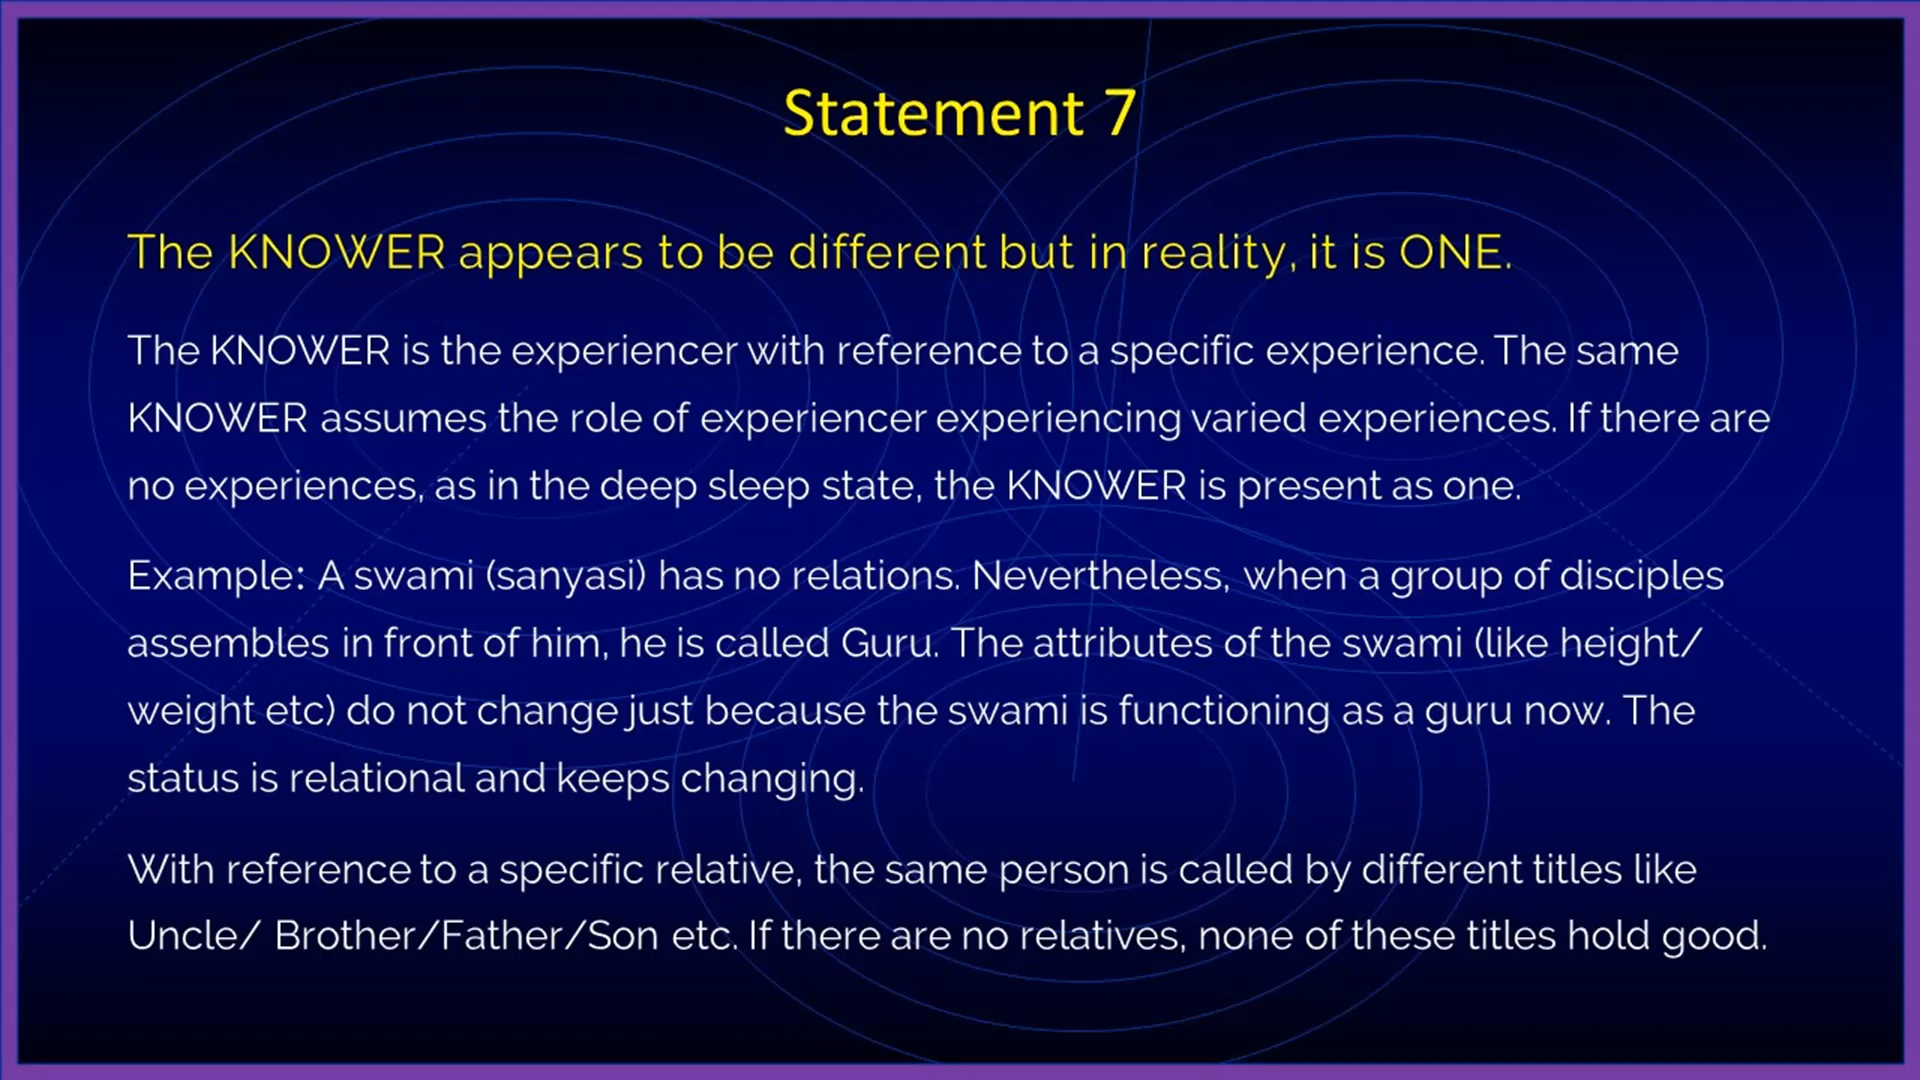 Statement 7
The KNOWER appears to be different but in reality, it is ONE.
The KNOWER is the experiencer with reference to a specific experience. The same
KNOWER assumes the role of experiencer experiencing varied experiences. If there are
no experiences, as in the deep sleep state, the KNOWER is present as one.
Example: A swami (sanyasi) has no relations. Nevertheless, when a group of disciples
assembles in front of him, he is called Guru. The attributes of the swami (like height/
weight etc) do not change just because the swami is functioning as a guru now. The
status is relational and keeps changing.
With reference to a specific relative, the same person is called by different titles like
Uncle/ Brother/Father/Son etc. If there are no relatives, none of these titles hold good.